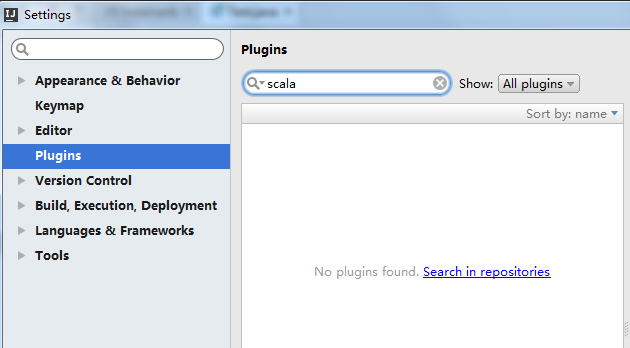 Settings
Plugins
scala
Show: All plugins
Appearance & Behavior
Keymap
Editor
Plugins
Version Control
Build, Execution, Deployment
Languages & Frameworks
Tools
Sort by: name
No plugins found. Search in repositories